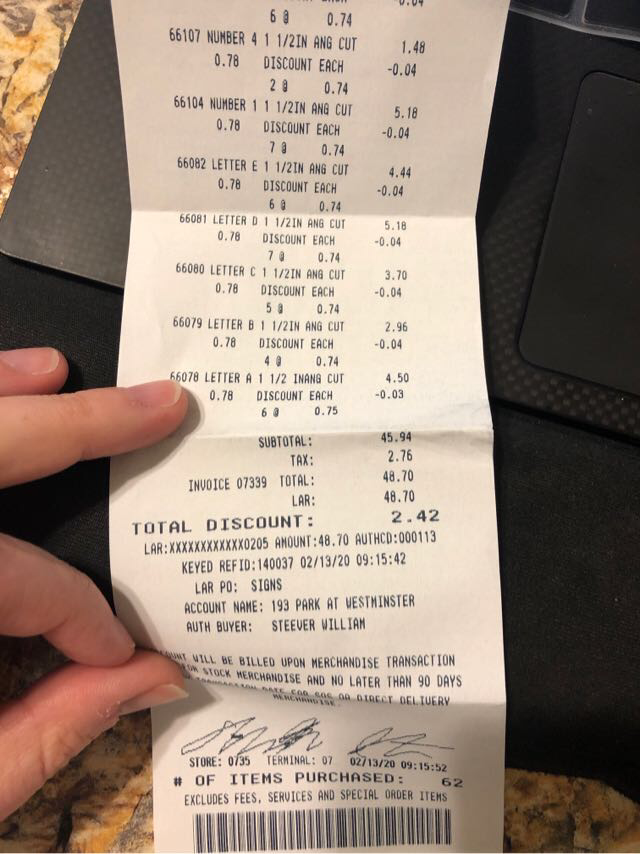 -0.04
6 @ 0.74
66107 NUMBER 4 1 1/2IN ANG CUT 1.48
0.78 DISCOUNT EACH -0.04
2 @ 0.74
66104 NUMBER 1 1 1/2IN ANG CUT 5.18
0.78 DISCOUNT EACH -0.04
7 @ 0.74
66082 LETTER E 1 1/2IN ANG CUT 4.44
0.78 DISCOUNT EACH -0.04
6 @ 0.74
66081 LETTER D 1 1/2IN ANG CUT 5.18
0.78 DISCOUNT EACH -0.04
7 @ 0.74
66080 LETTER C 1 1/2IN ANG CUT 3.70
0.78 DISCOUNT EACH -0.04
5 @ 0.74
66079 LETTER B 1 1/2IN ANG CUT 2.96
0.78 DISCOUNT EACH -0.04
4 @ 0.74
66078 LETTER A 1 1/2 INANG CUT 4.50
0.78 DISCOUNT EACH -0.03
6 @ 0.75
SUBTOTAL: 45.94
TAX: 2.76
INVOICE 07339 TOTAL: 48.70
LAR: 48.70
TOTAL DISCOUNT: 2.42
LAR:XXXXXXXXXXXX0205 AMOUNT:48.70 AUTHCD:000113
KEYED REFID:140037 02/13/20 09:15:42
LAR PO: SIGNS
ACCOUNT NAME: 193 PARK AT WESTMINSTER
AUTH BUYER: STEEVER WILLIAM
WILL BE BILLED UPON MERCHANDISE TRANSACTION
FOR STOCK MERCHANDISE AND NO LATER THAN 90 DAYS
TRANSACTION DATE FOR SOS OR DIRECT DELIVERY
MERCHANDISE.
STORE: 0735 TERMINAL: 07 02/13/20 09:15:52
# OF ITEMS PURCHASED: 62
EXCLUDES FEES, SERVICES AND SPECIAL ORDER ITEMS